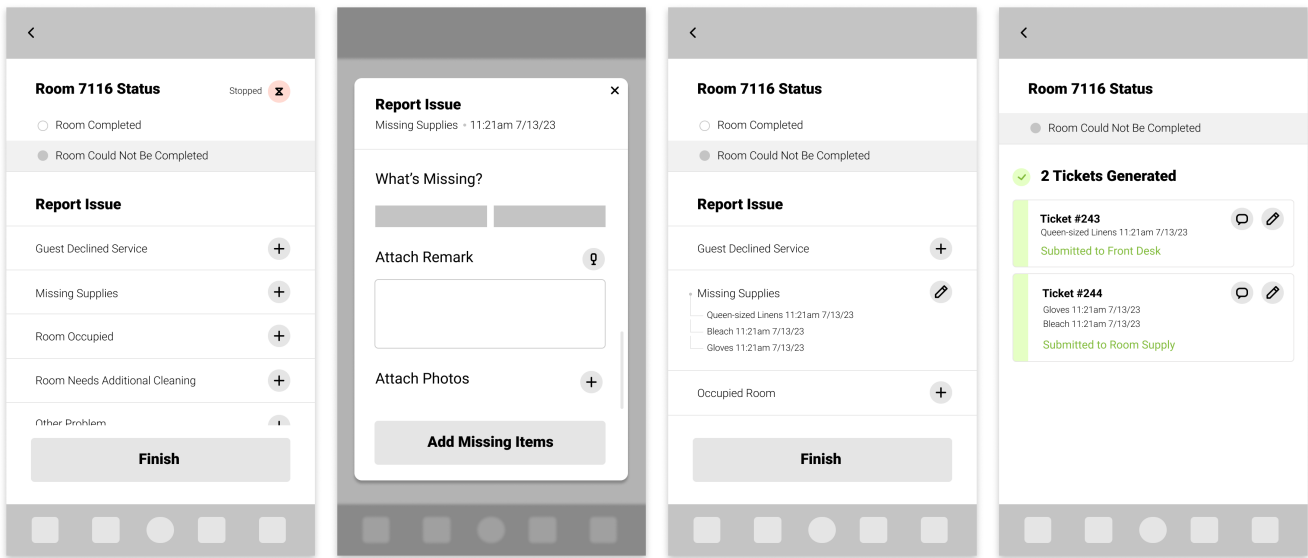 Room 7116 Status
Stopped
Room Completed
Room Could Not Be Completed
Report Issue
Guest Declined Service
Missing Supplies
Room Occupied
Room Needs Additional Cleaning
Other Problem
Finish
Report Issue
Missing Supplies • 11:21am 7/13/23
What's Missing?
Attach Remark
Attach Photos
Add Missing Items
Room 7116 Status
Room Completed
Room Could Not Be Completed
Report Issue
Guest Declined Service
Missing Supplies
Queen-sized Linens 11:21am 7/13/23
Bleach 11:21am 7/13/23
Gloves 11:21am 7/13/23
Occupied Room
Finish
Room 7116 Status
Room Could Not Be Completed
2 Tickets Generated
Ticket #243
Queen-sized Linens 11:21am 7/13/23
Submitted to Front Desk
Ticket #244
Gloves 11:21am 7/13/23
Bleach 11:21am 7/13/23
Submitted to Room Supply